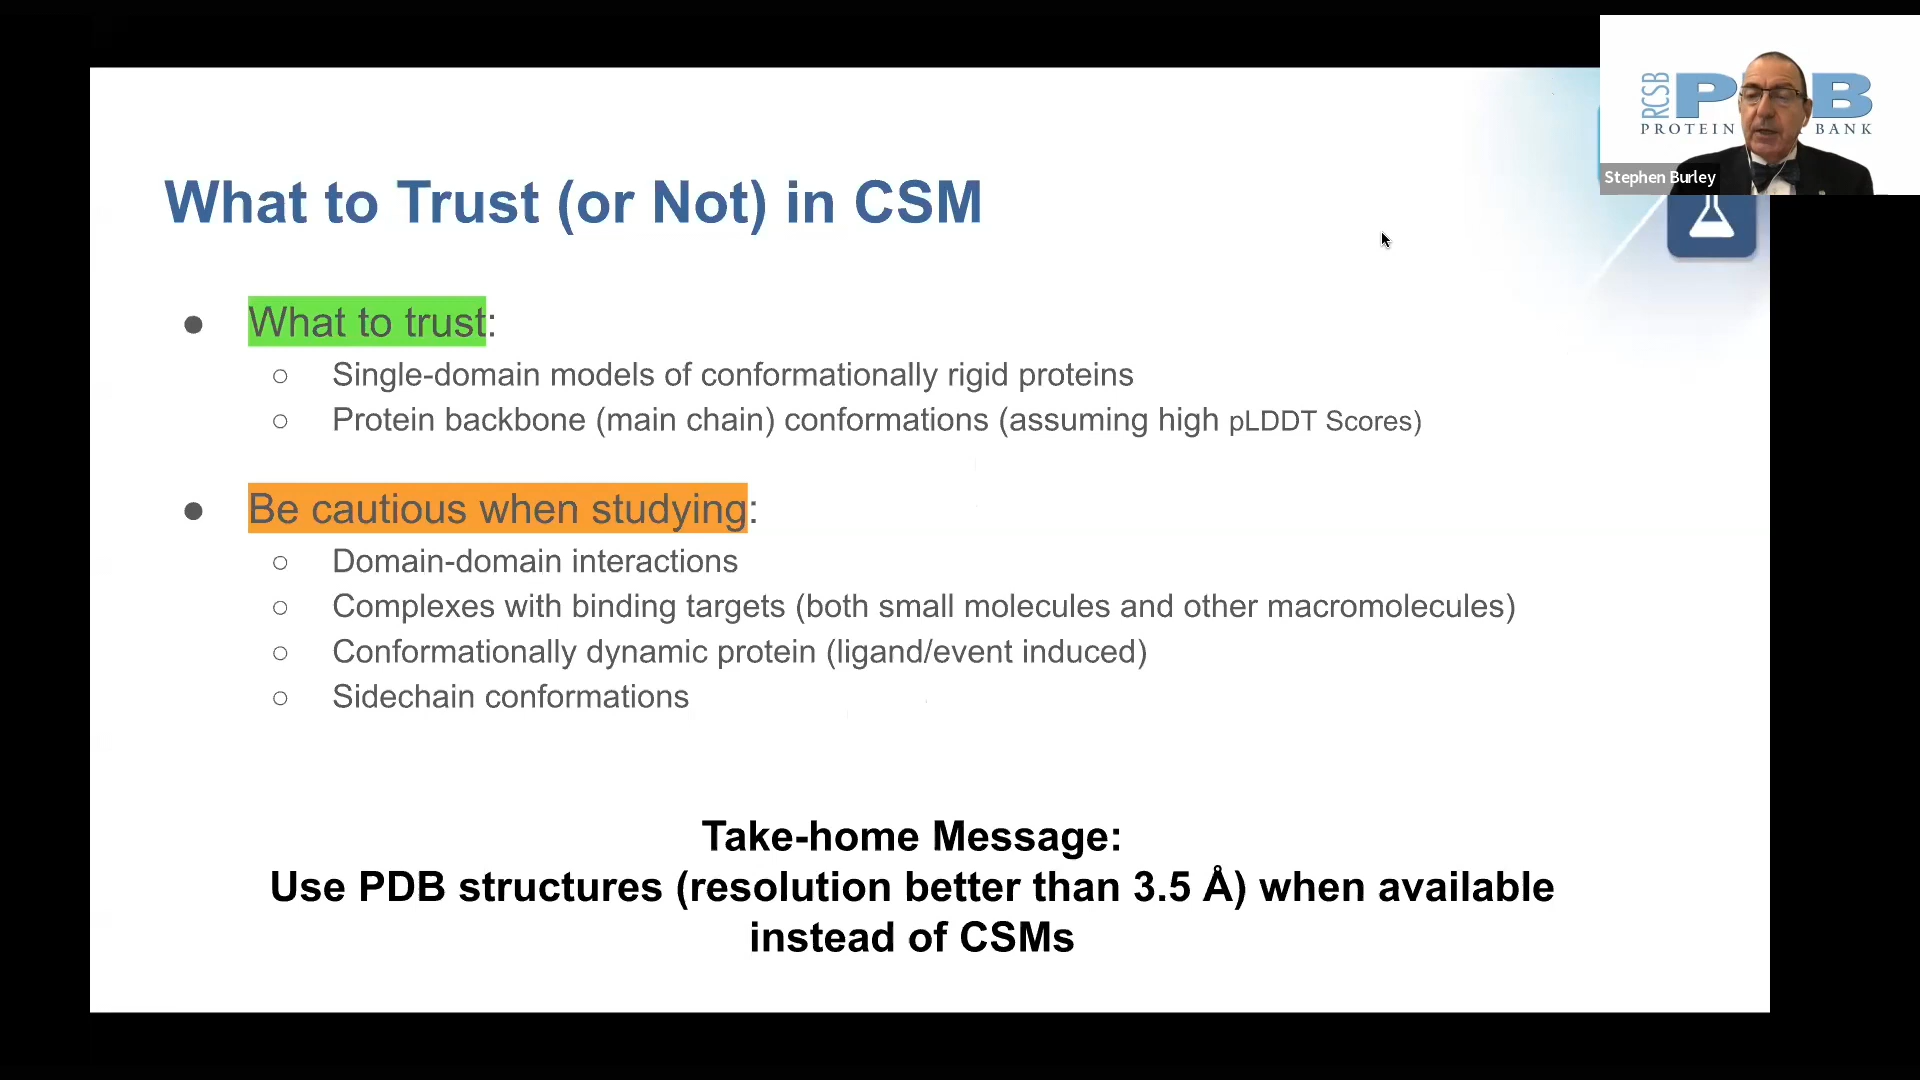 RCSB
P B
PROTEIN BANK
Stephen Burley
What to Trust (or Not) in CSM
● What to trust:
○ Single-domain models of conformationally rigid proteins
○ Protein backbone (main chain) conformations (assuming high pLDDT Scores)
● Be cautious when studying:
○ Domain-domain interactions
○ Complexes with binding targets (both small molecules and other macromolecules)
○ Conformationally dynamic protein (ligand/event induced)
○ Sidechain conformations
Take-home Message:
Use PDB structures (resolution better than 3.5 Å) when available
instead of CSMs